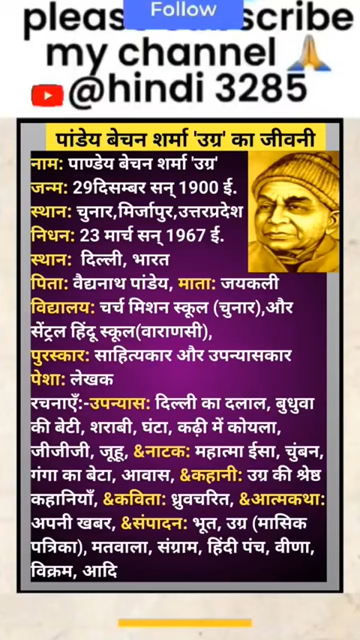 Follow
please subscribe
my channel 🙏
@hindi 3285
पांडेय बेचन शर्मा 'उग्र' का जीवनी
नाम: पाण्डेय बेचन शर्मा 'उग्र'
जन्म: 29दिसम्बर सन् 1900 ई.
स्थान: चुनार,मिर्जापुर,उत्तरप्रदेश
निधन: 23 मार्च सन् 1967 ई.
स्थान: दिल्ली, भारत
पिता: वैद्यनाथ पांडेय, माता: जयकली
विद्यालय: चर्च मिशन स्कूल (चुनार),और
सेंट्रल हिंदू स्कूल(वाराणसी),
पुरस्कार: साहित्यकार और उपन्यासकार
पेशा: लेखक
रचनाएँ:-उपन्यास: दिल्ली का दलाल, बुधुवा
की बेटी, शराबी, घंटा, कढ़ी में कोयला,
जीजीजी, जूहू, &नाटक: महात्मा ईसा, चुंबन,
गंगा का बेटा, आवास, &कहानी: उग्र की श्रेष्ठ
कहानियाँ, &कविता: ध्रुवचरित, &आत्मकथा:
अपनी खबर, &संपादन: भूत, उग्र (मासिक
पत्रिका), मतवाला, संग्राम, हिंदी पंच, वीणा,
विक्रम, आदि